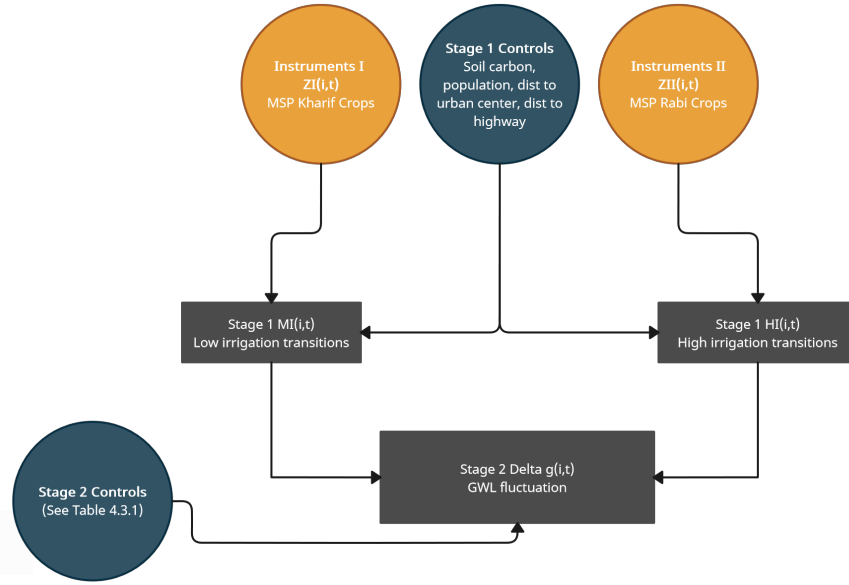 Instruments I
ZI(i,t)
MSP Kharif Crops
Stage 1 Controls
Soil carbon,
population, dist to
urban center, dist to
highway
Instruments II
ZII(i,t)
MSP Rabi Crops
Stage 1 MI(i,t)
Low irrigation transitions
Stage 1 HI(i,t)
High irrigation transitions
Stage 2 Delta g(i,t)
GWL fluctuation
Stage 2 Controls
(See Table 4.3.1)